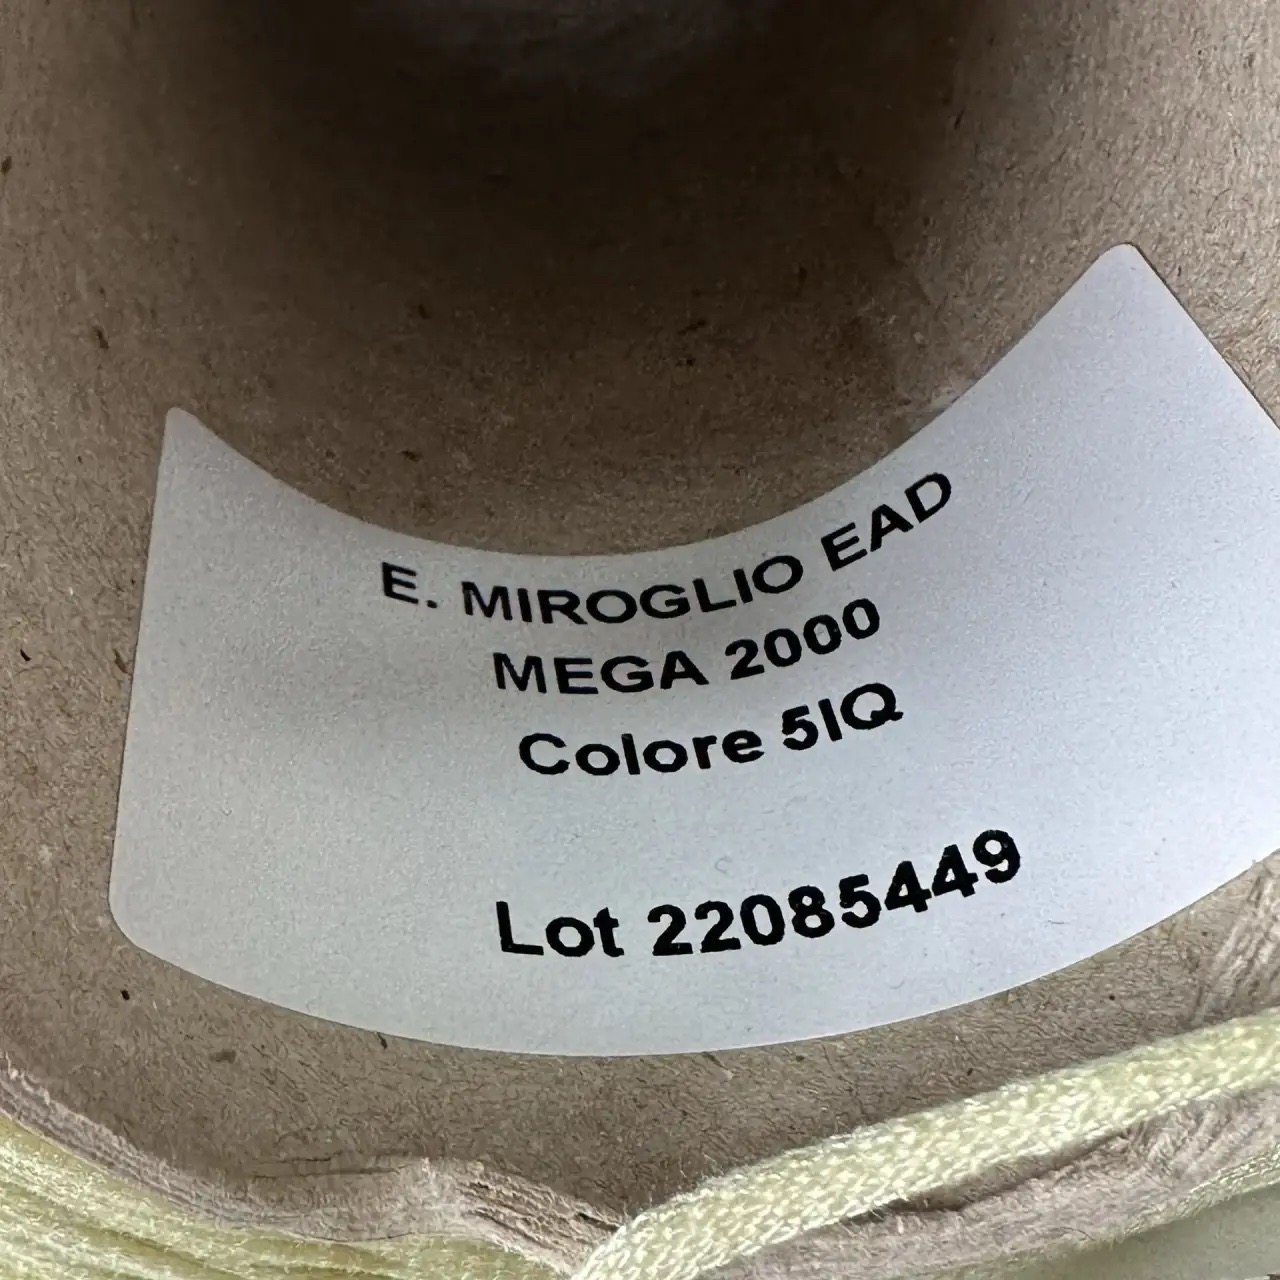 E. MIROGLIO EAD
MEGA 2000
Colore 5IQ
Lot 22085449